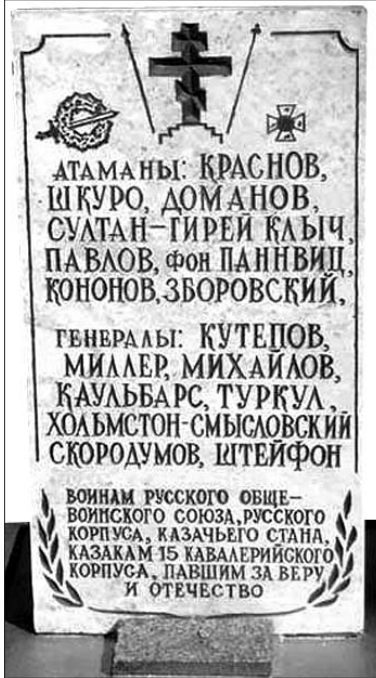 АТАМАНЫ: КРАСНОВ,
ШКУРО, ДОМАНОВ,
СУЛТАН-ГИРЕЙ КЛЫЧ,
ПАВЛОВ, ФОН ПАННВИЦ,
КОНОНОВ, ЗБОРОВСКИЙ,
ГЕНЕРАЛЫ: КУТЕПОВ,
МИЛЛЕР, МИХАЙЛОВ,
КАУЛЬБАРС, ТУРКУЛ,
ХОЛЬМСТОН-СМЫСЛОВСКИЙ
СКОРОДУМОВ, ШТЕЙФОН
ВОИНАМ РУССКОГО ОБЩЕ-
ВОИНСКОГО СОЮЗА, РУССКОГО
КОРПУСА, КАЗАЧЬЕГО СТАНА,
КАЗАКАМ 15 КАВАЛЕРИЙСКОГО
КОРПУСА, ПАВШИМ ЗА ВЕРУ
И ОТЕЧЕСТВО